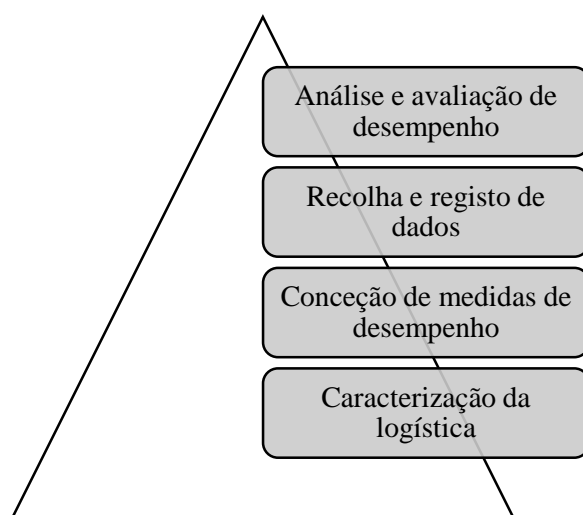 Análise e avaliação de
desempenho
Recolha e registo de
dados
Conceção de medidas de
desempenho
Caracterização da
logística